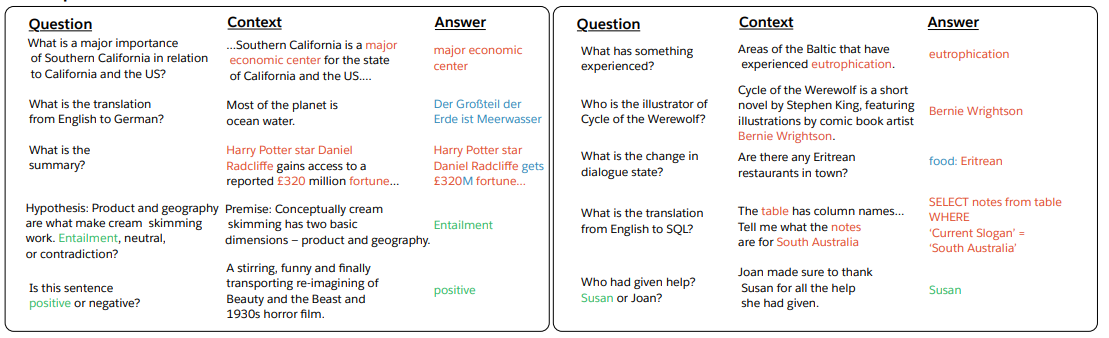 Question Context Answer
What is a major importance
of Southern California in relation
to California and the US?
...Southern California is a major
economic center for the state
of California and the US....
major economic
center
What is the translation
from English to German?
Most of the planet is
ocean water.
Der Großteil der
Erde ist Meerwasser
What is the
summary?
Harry Potter star Daniel
Radcliffe gains access to a
reported £320 million fortune...
Harry Potter star
Daniel Radcliffe gets
£320M fortune...
Hypothesis: Product and geography
are what make cream skimming
work. Entailment, neutral,
or contradiction?
Premise: Conceptually cream
skimming has two basic
dimensions – product and geography.
Entailment
Is this sentence
positive or negative?
A stirring, funny and finally
transporting re-imagining of
Beauty and the Beast and
1930s horror film.
positive
Question Context Answer
What has something
experienced?
Areas of the Baltic that have
experienced eutrophication.
eutrophication
Who is the illustrator of
Cycle of the Werewolf?
Cycle of the Werewolf is a short
novel by Stephen King, featuring
illustrations by comic book artist
Bernie Wrightson.
Bernie Wrightson
What is the change in
dialogue state?
Are there any Eritrean
restaurants in town?
food: Eritrean
What is the translation
from English to SQL?
The table has column names...
Tell me what the notes
are for South Australia
SELECT notes from table
WHERE
‘Current Slogan’ =
‘South Australia’
Who had given help?
Susan or Joan?
Joan made sure to thank
Susan for all the help
she had given.
Susan